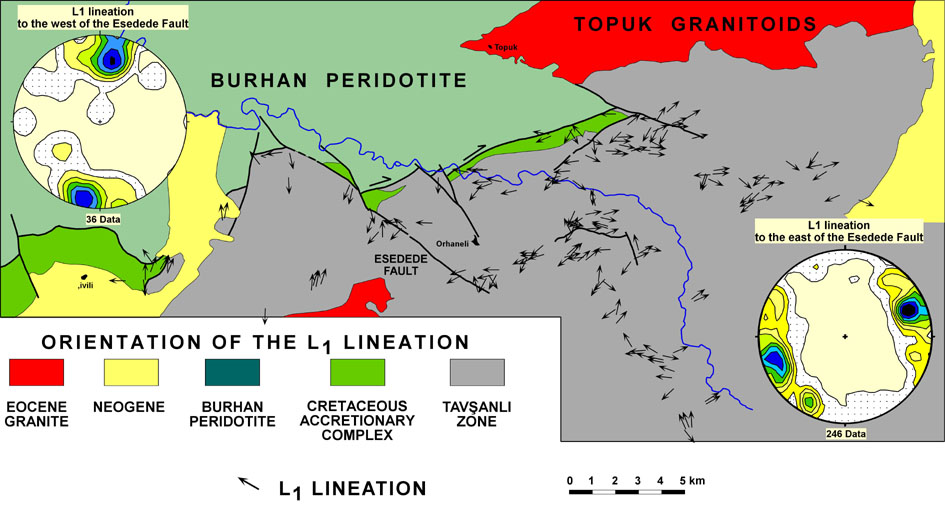 L1 lineation
to the west of the Esedede Fault
36 Data
TOPUK GRANITOIDS
Topuk
BURHAN PERIDOTITE
Orhaneli
ESEDEDE
FAULT
,ivili
L1 lineation
to the east of the Esedede Fault
246 Data
ORIENTATION OF THE L1 LINEATION
EOCENE
GRANITE
NEOGENE
BURHAN
PERIDOTITE
CRETACEOUS
ACCRETIONARY
COMPLEX
TAVŞANLI
ZONE
L1 LINEATION
0 1 2 3 4 5 km